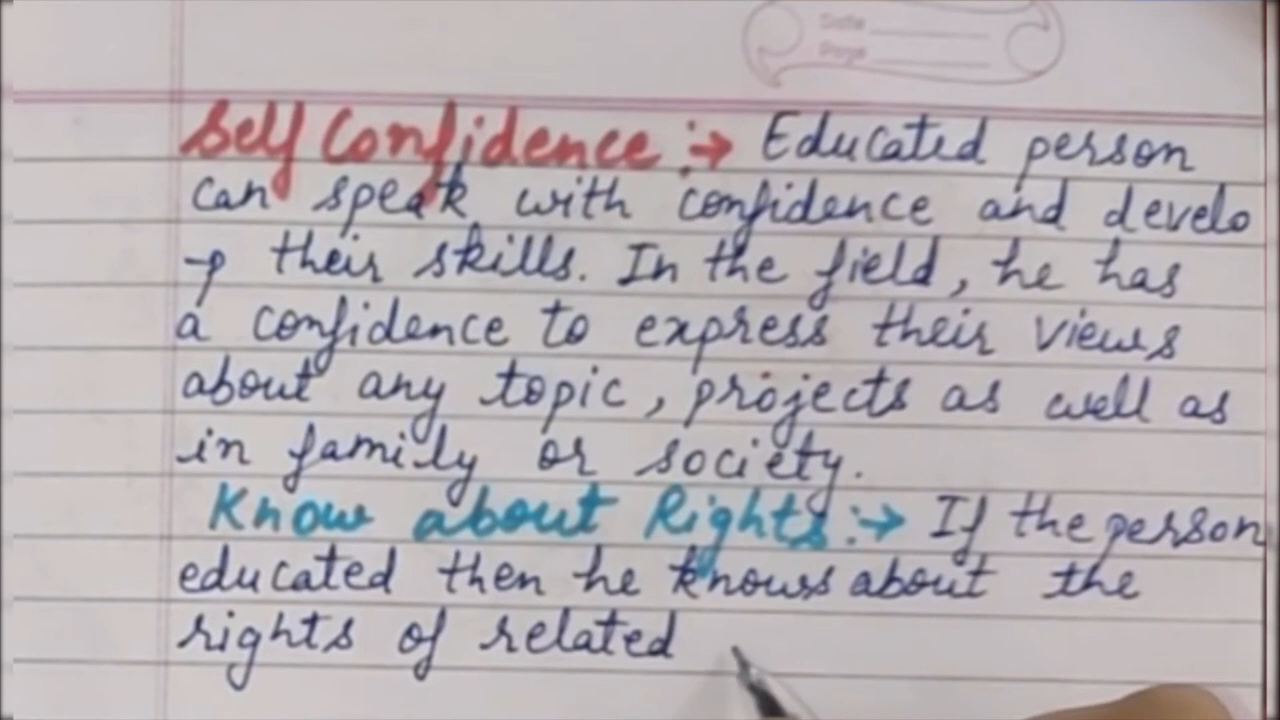 Date
Page
Self Confidence :→ Educated person
can speak with confidence and develo
-p their skills. In the field, he has
a confidence to express their views
about any topic, projects as well as
in family or society.
Know about Rights :→ If the person
educated then he knows about the
rights of related